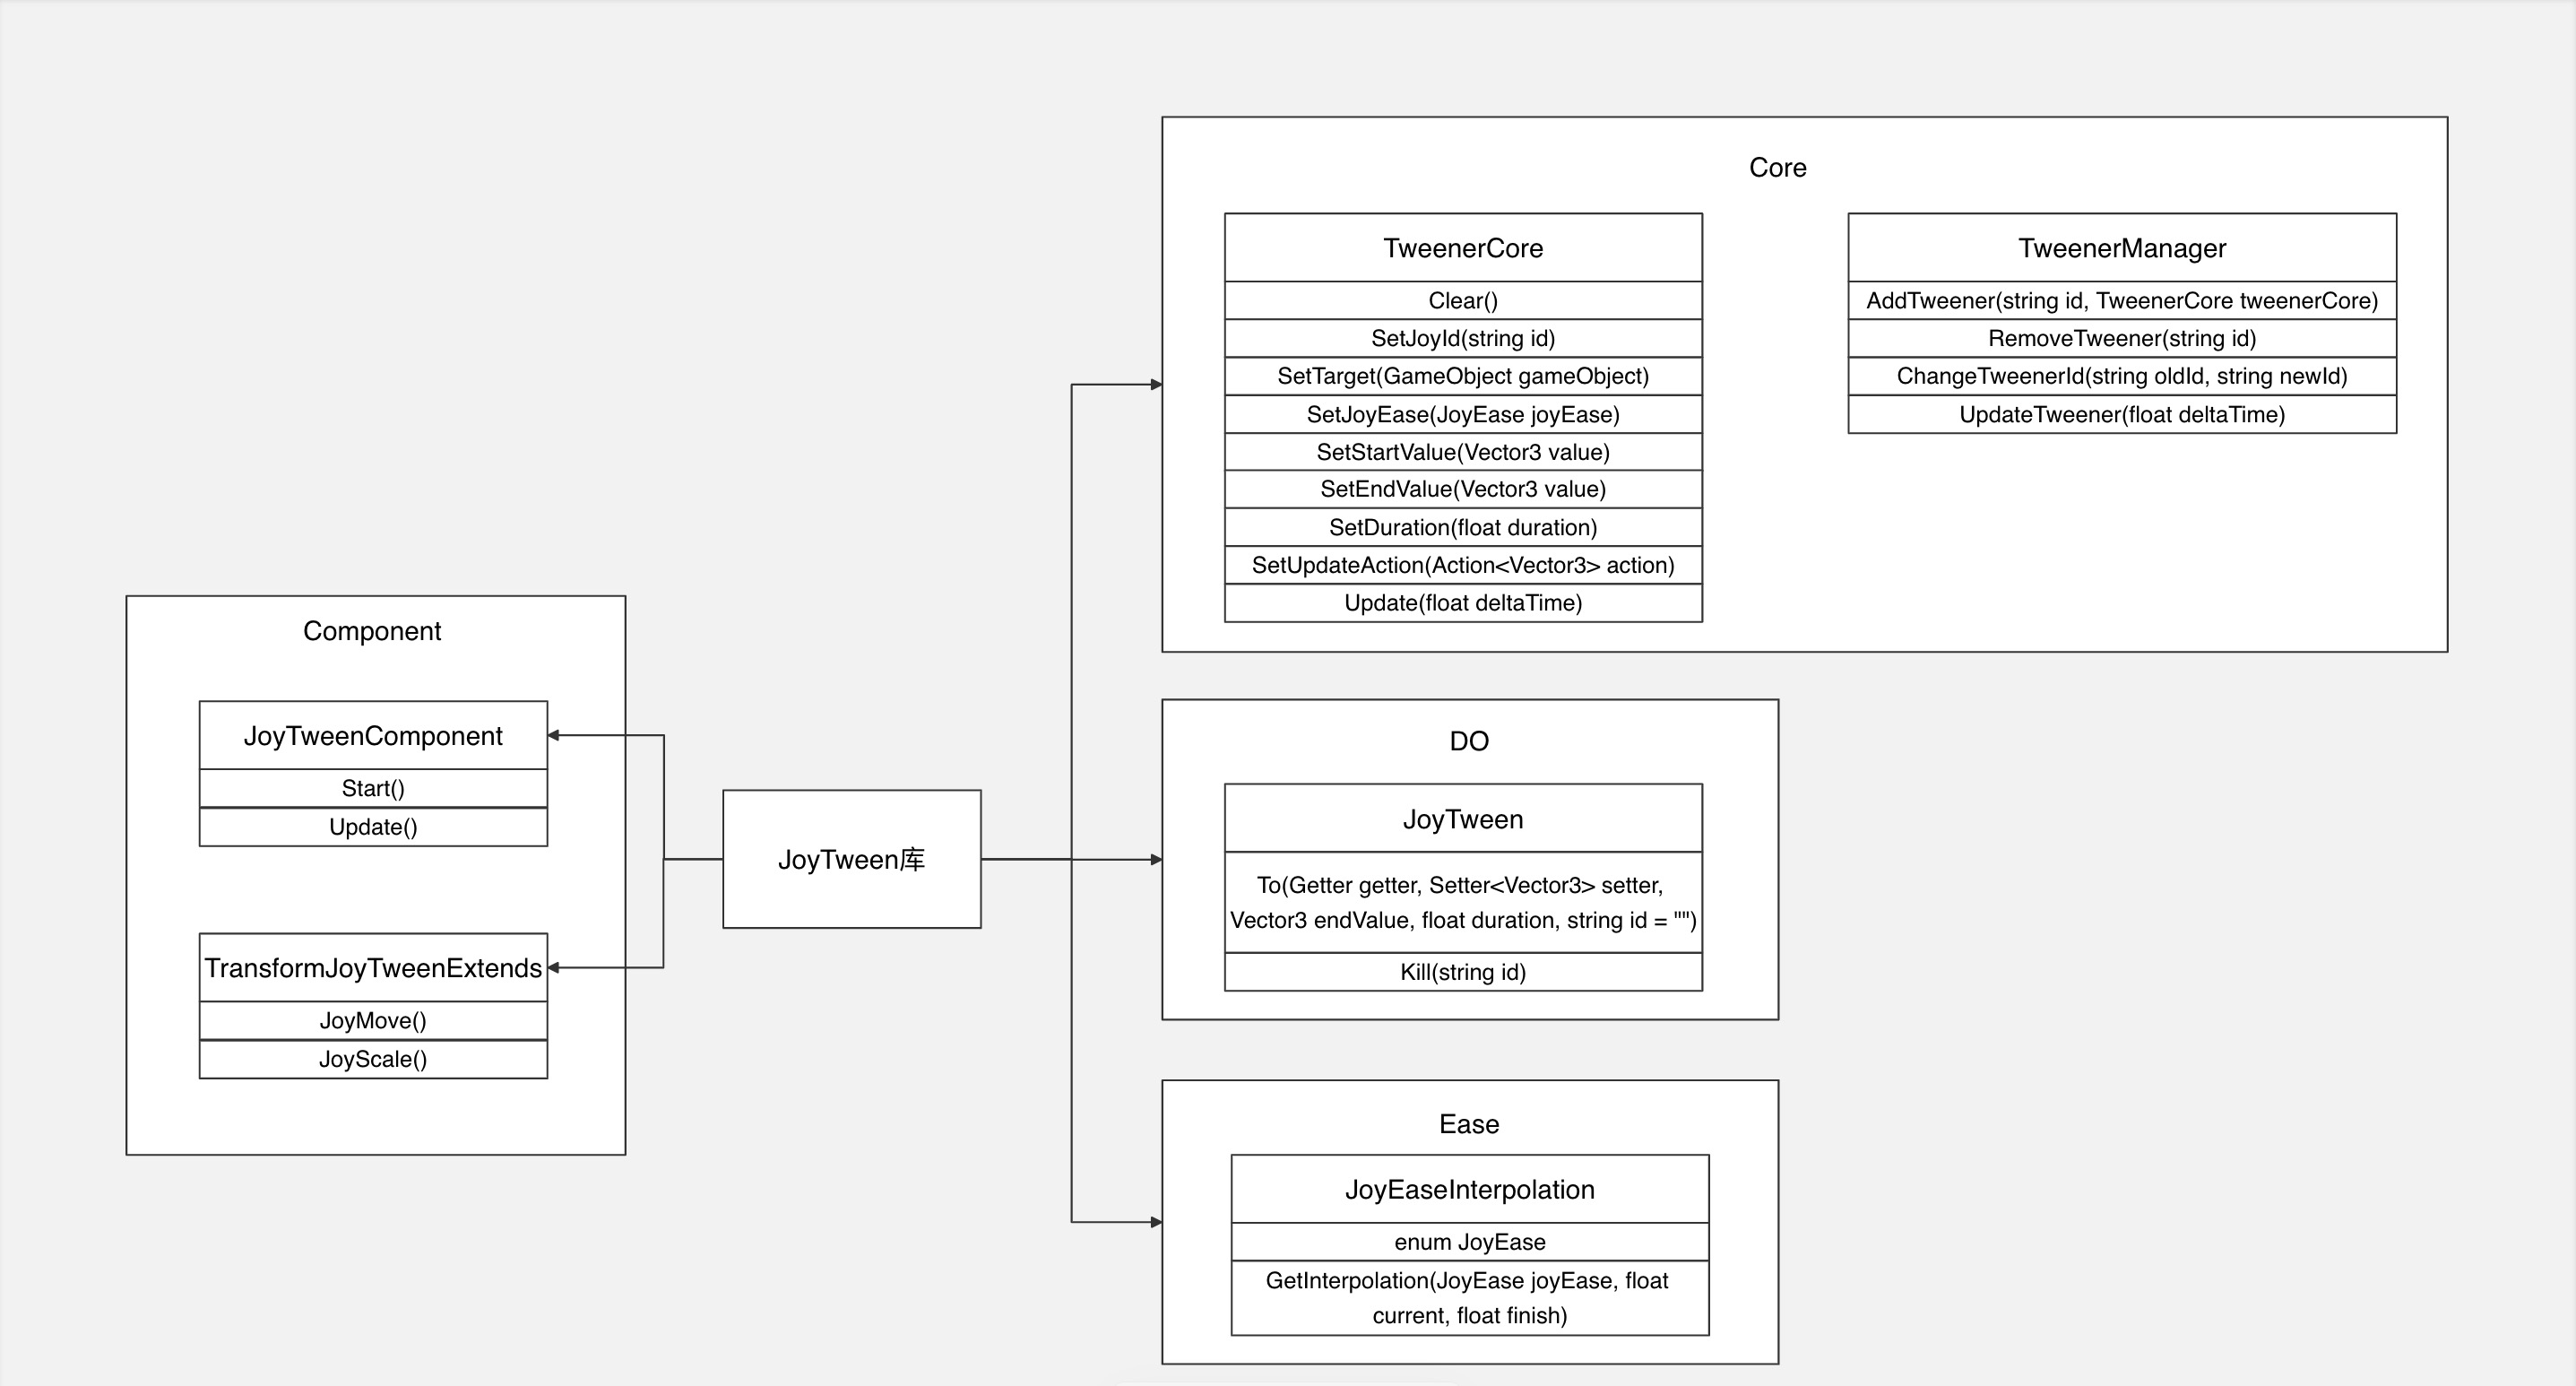 Component
JoyTweenComponent
Start()
Update()
TransformJoyTweenExtends
JoyMove()
JoyScale()
JoyTween库
Core
TweenerCore
Clear()
SetJoyId(string id)
SetTarget(GameObject gameObject)
SetJoyEase(JoyEase joyEase)
SetStartValue(Vector3 value)
SetEndValue(Vector3 value)
SetDuration(float duration)
SetUpdateAction(Action<Vector3> action)
Update(float deltaTime)
TweenerManager
AddTweener(string id, TweenerCore tweenerCore)
RemoveTweener(string id)
ChangeTweenerId(string oldId, string newId)
UpdateTweener(float deltaTime)
DO
JoyTween
To(Getter getter, Setter<Vector3> setter,
Vector3 endValue, float duration, string id = "")
Kill(string id)
Ease
JoyEaseInterpolation
enum JoyEase
GetInterpolation(JoyEase joyEase, float
current, float finish)